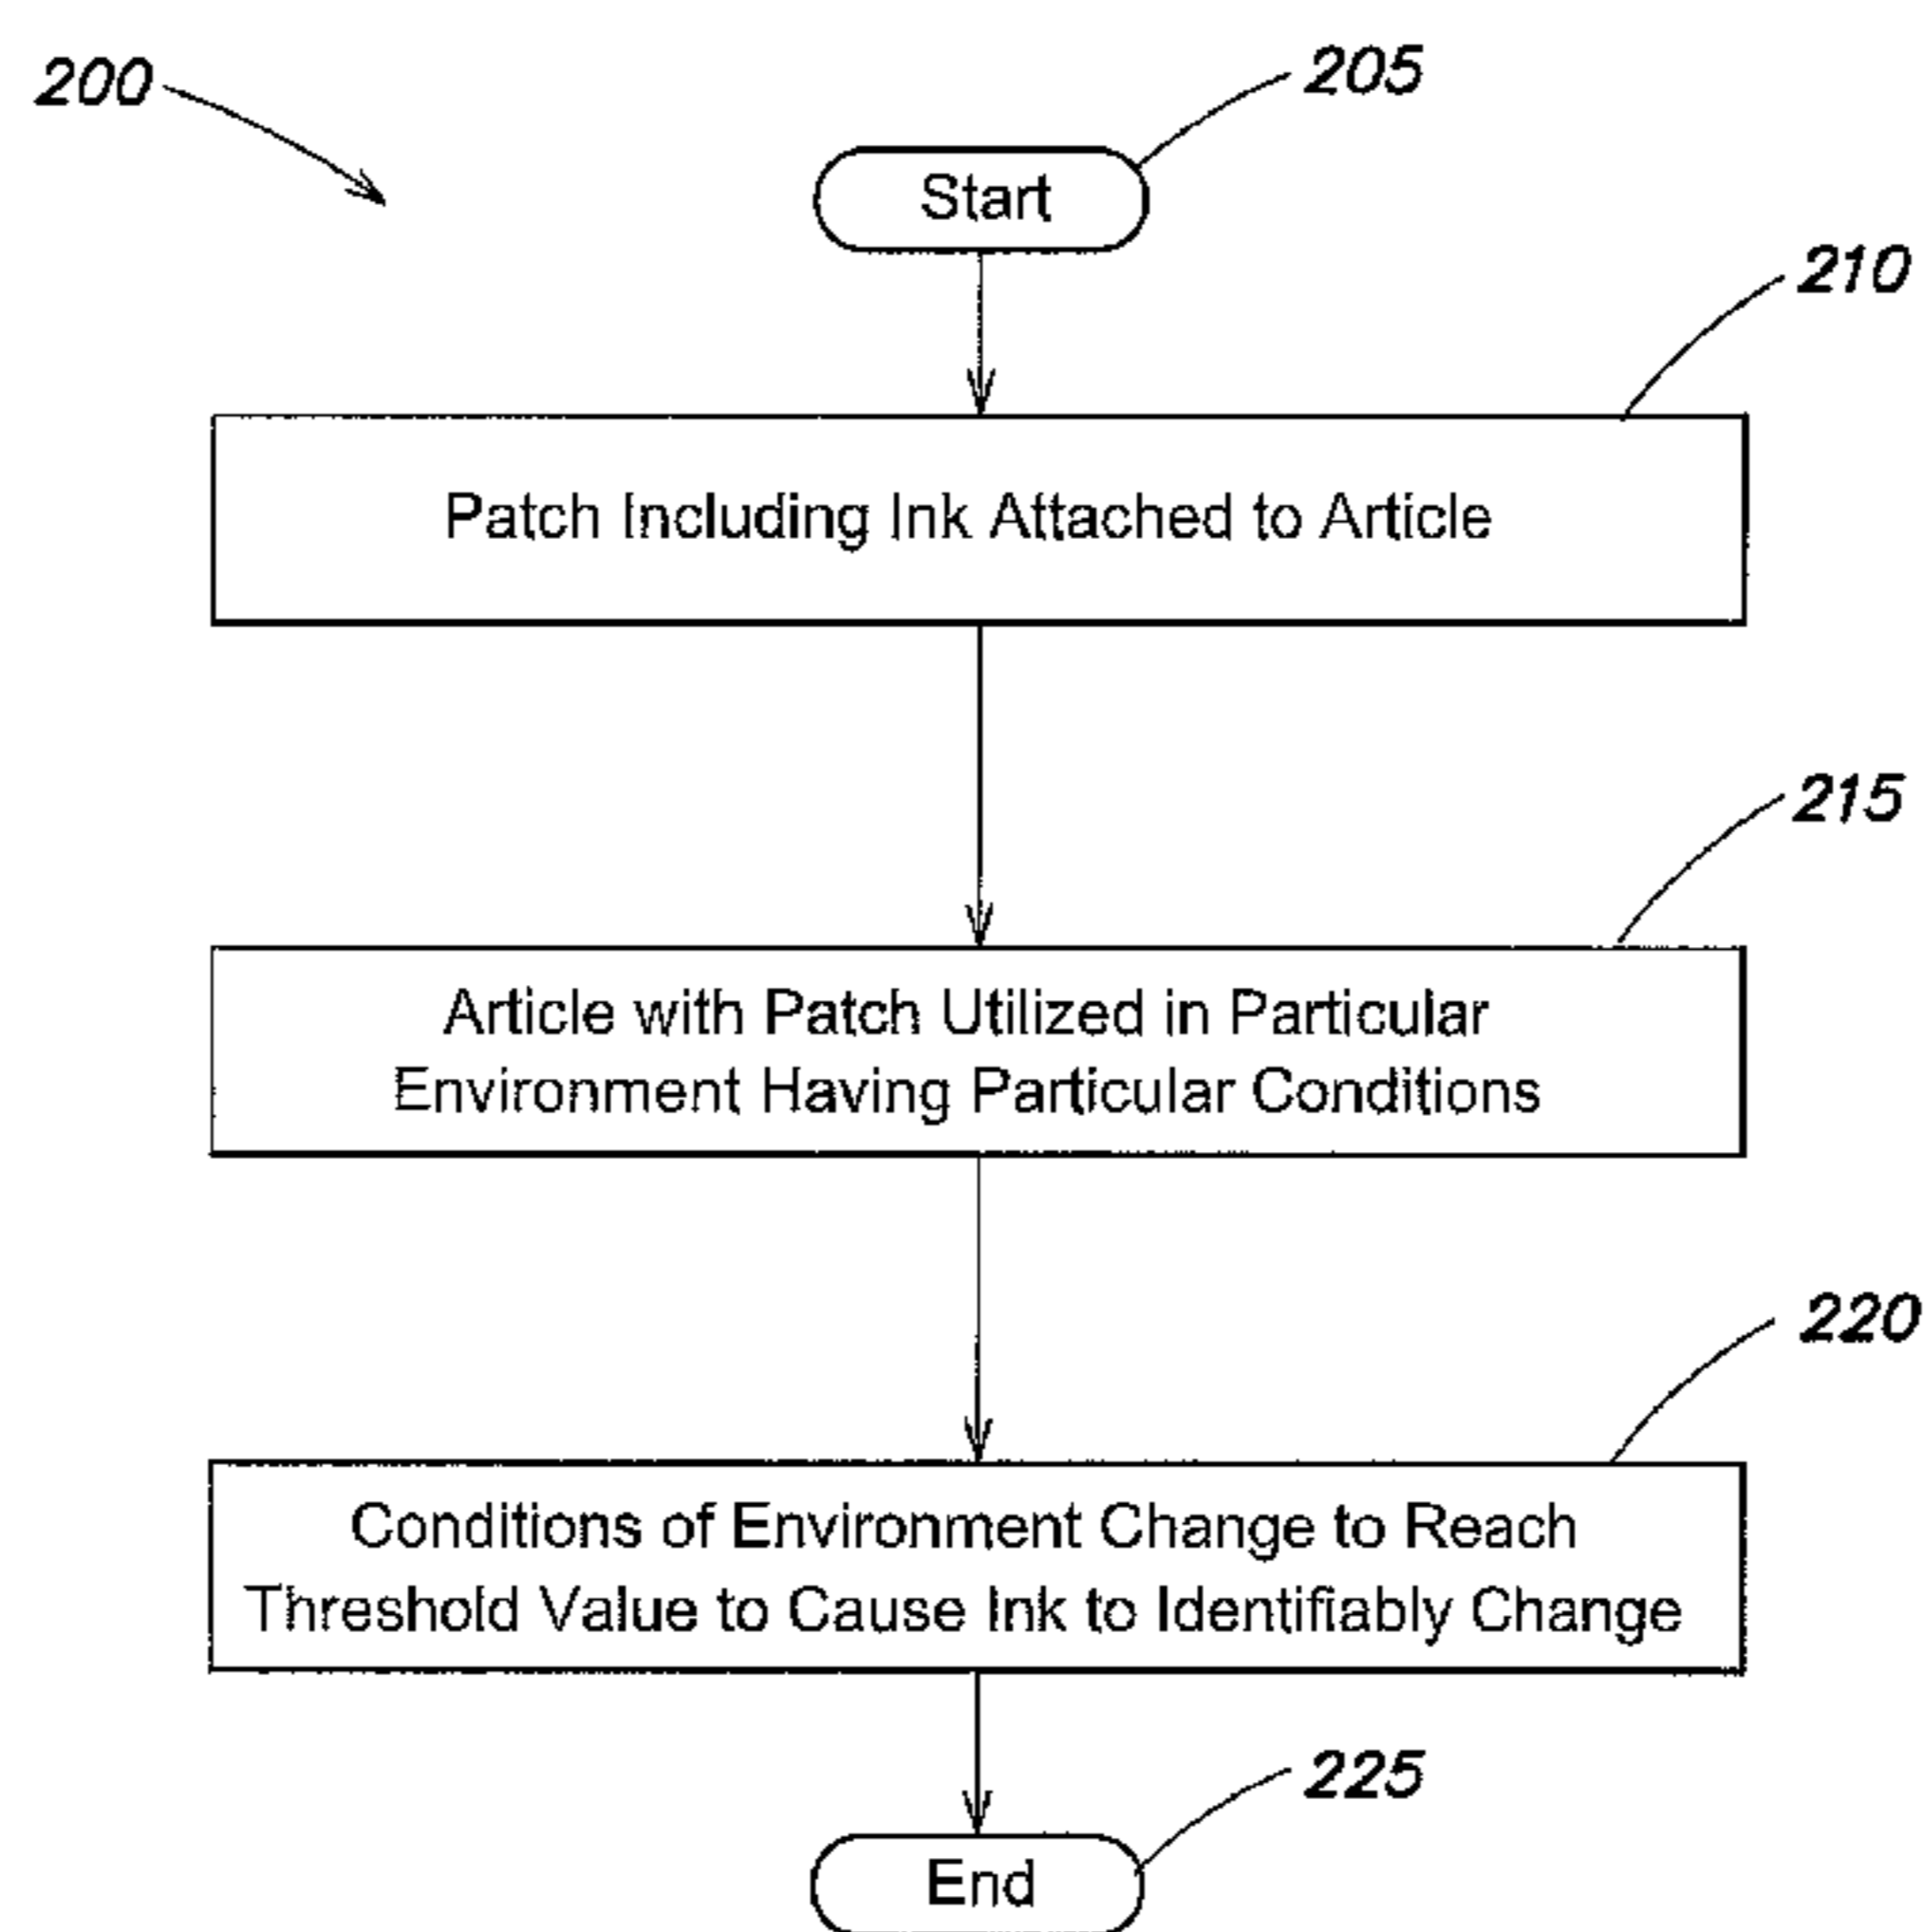 200
205
Start
210
Patch Including Ink Attached to Article
215
Article with Patch Utilized in Particular
Environment Having Particular Conditions
220
Conditions of Environment Change to Reach
Threshold Value to Cause Ink to Identifiably Change
225
End